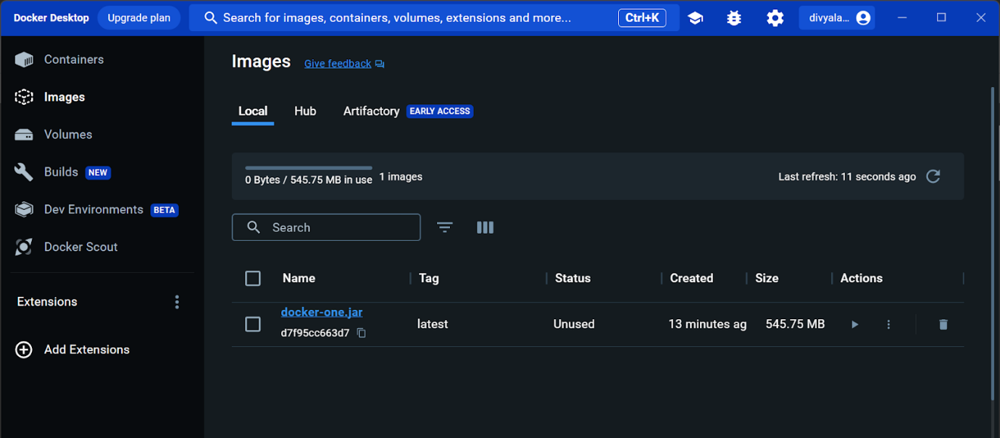 Docker Desktop Upgrade plan Search for images, containers, volumes, extensions and more... Ctrl+K divyala...
Containers
Images
Volumes
Builds NEW
Dev Environments BETA
Docker Scout
Extensions
Add Extensions
Images Give feedback
Local Hub Artifactory EARLY ACCESS
0 Bytes / 545.75 MB in use 1 images Last refresh: 11 seconds ago
Search
Name Tag Status Created Size Actions
docker-one.jar
d7f95cc663d7
latest Unused 13 minutes ag 545.75 MB